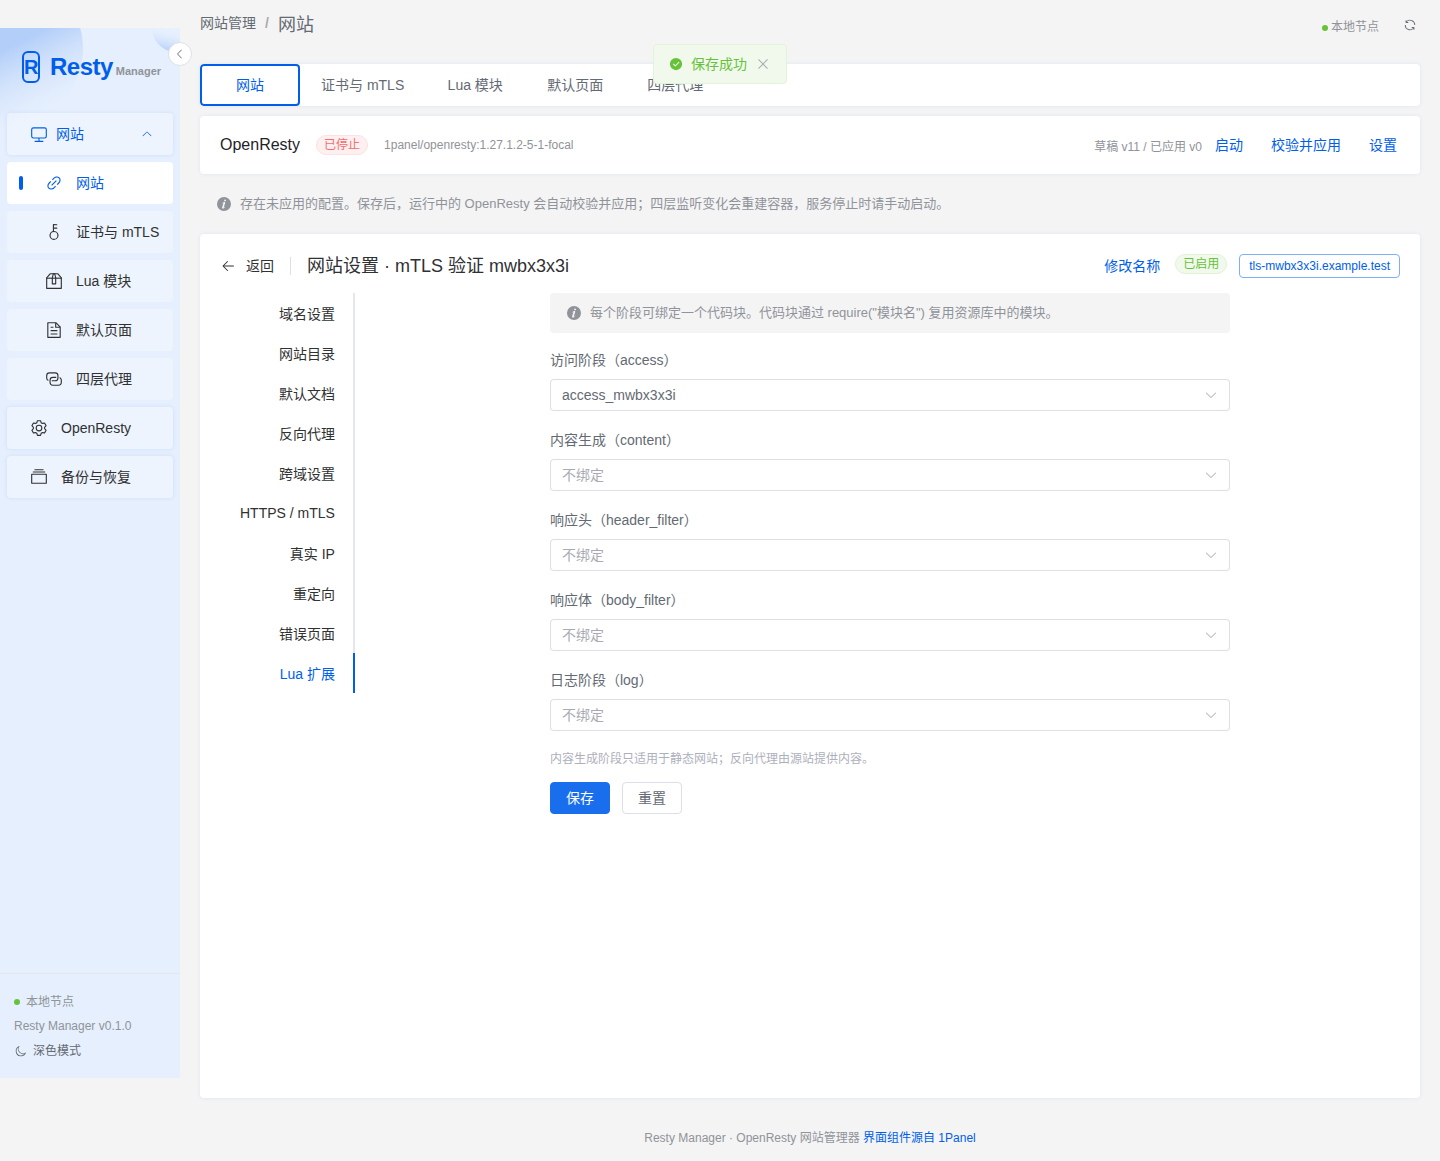 网站管理 / 网站
本地节点
R Resty Manager
保存成功
网站 证书与 mTLS Lua 模块 默认页面 四层代理
网站
网站
证书与 mTLS
Lua 模块
默认页面
四层代理
OpenResty
备份与恢复
OpenResty 已停止 1panel/openresty:1.27.1.2-5-1-focal 草稿 v11 / 已应用 v0 启动 校验并应用 设置
存在未应用的配置。保存后，运行中的 OpenResty 会自动校验并应用；四层监听变化会重建容器，服务停止时请手动启动。
返回 网站设置 · mTLS 验证 mwbx3x3i 修改名称 已启用 tls-mwbx3x3i.example.test
域名设置
网站目录
默认文档
反向代理
跨域设置
HTTPS / mTLS
真实 IP
重定向
错误页面
Lua 扩展
每个阶段可绑定一个代码块。代码块通过 require("模块名") 复用资源库中的模块。
访问阶段（access）
access_mwbx3x3i
内容生成（content）
不绑定
响应头（header_filter）
不绑定
响应体（body_filter）
不绑定
日志阶段（log）
不绑定
内容生成阶段只适用于静态网站；反向代理由源站提供内容。
保存 重置
本地节点
Resty Manager v0.1.0
深色模式
Resty Manager · OpenResty 网站管理器 界面组件源自 1Panel